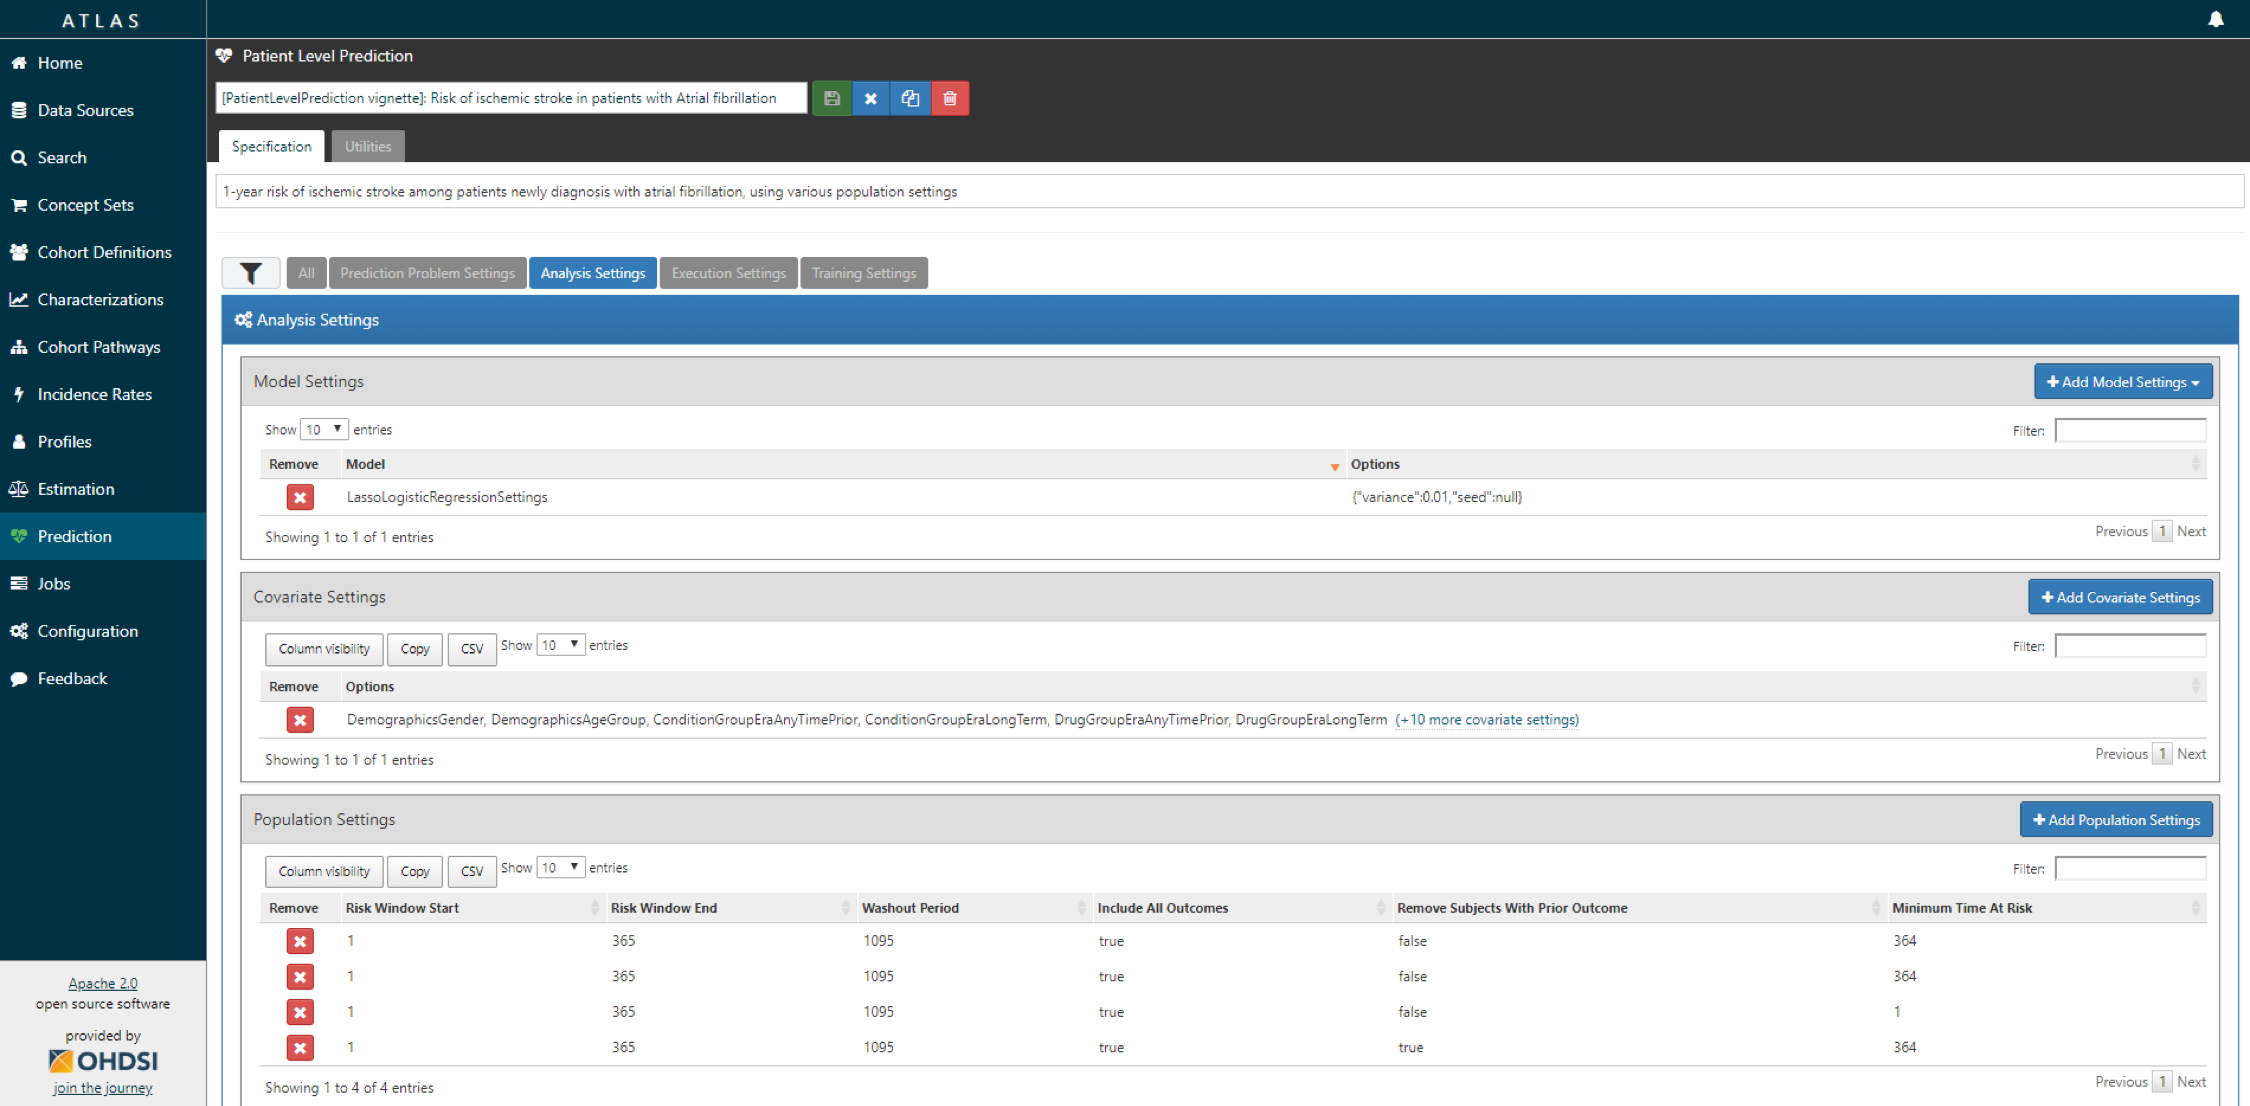 ATLAS
Home
Data Sources
Search
Concept Sets
Cohort Definitions
Characterizations
Cohort Pathways
Incidence Rates
Profiles
Estimation
Prediction
Jobs
Configuration
Feedback
Apache 2.0
open source software
provided by
OHDSI
join the journey
Patient Level Prediction
[PatientLevelPrediction vignette]: Risk of ischemic stroke in patients with Atrial fibrillation
Specification Utilities
1-year risk of ischemic stroke among patients newly diagnosis with atrial fibrillation, using various population settings
All Prediction Problem Settings Analysis Settings Execution Settings Training Settings
Analysis Settings
Model Settings Add Model Settings
Show 10 entries Filter:
Remove Model Options
LassoLogisticRegressionSettings {"variance":0.01,"seed":null}
Showing 1 to 1 of 1 entries Previous 1 Next
Covariate Settings Add Covariate Settings
Column visibility Copy CSV Show 10 entries Filter:
Remove Options
DemographicsGender, DemographicsAgeGroup, ConditionGroupEraAnyTimePrior, ConditionGroupEraLongTerm, DrugGroupEraAnyTimePrior, DrugGroupEraLongTerm (+10 more covariate settings)
Showing 1 to 1 of 1 entries Previous 1 Next
Population Settings Add Population Settings
Column visibility Copy CSV Show 10 entries Filter:
Remove Risk Window Start Risk Window End Washout Period Include All Outcomes Remove Subjects With Prior Outcome Minimum Time At Risk
1 365 1095 true false 364
1 365 1095 true false 364
1 365 1095 true false 1
1 365 1095 true true 364
Showing 1 to 4 of 4 entries Previous 1 Next